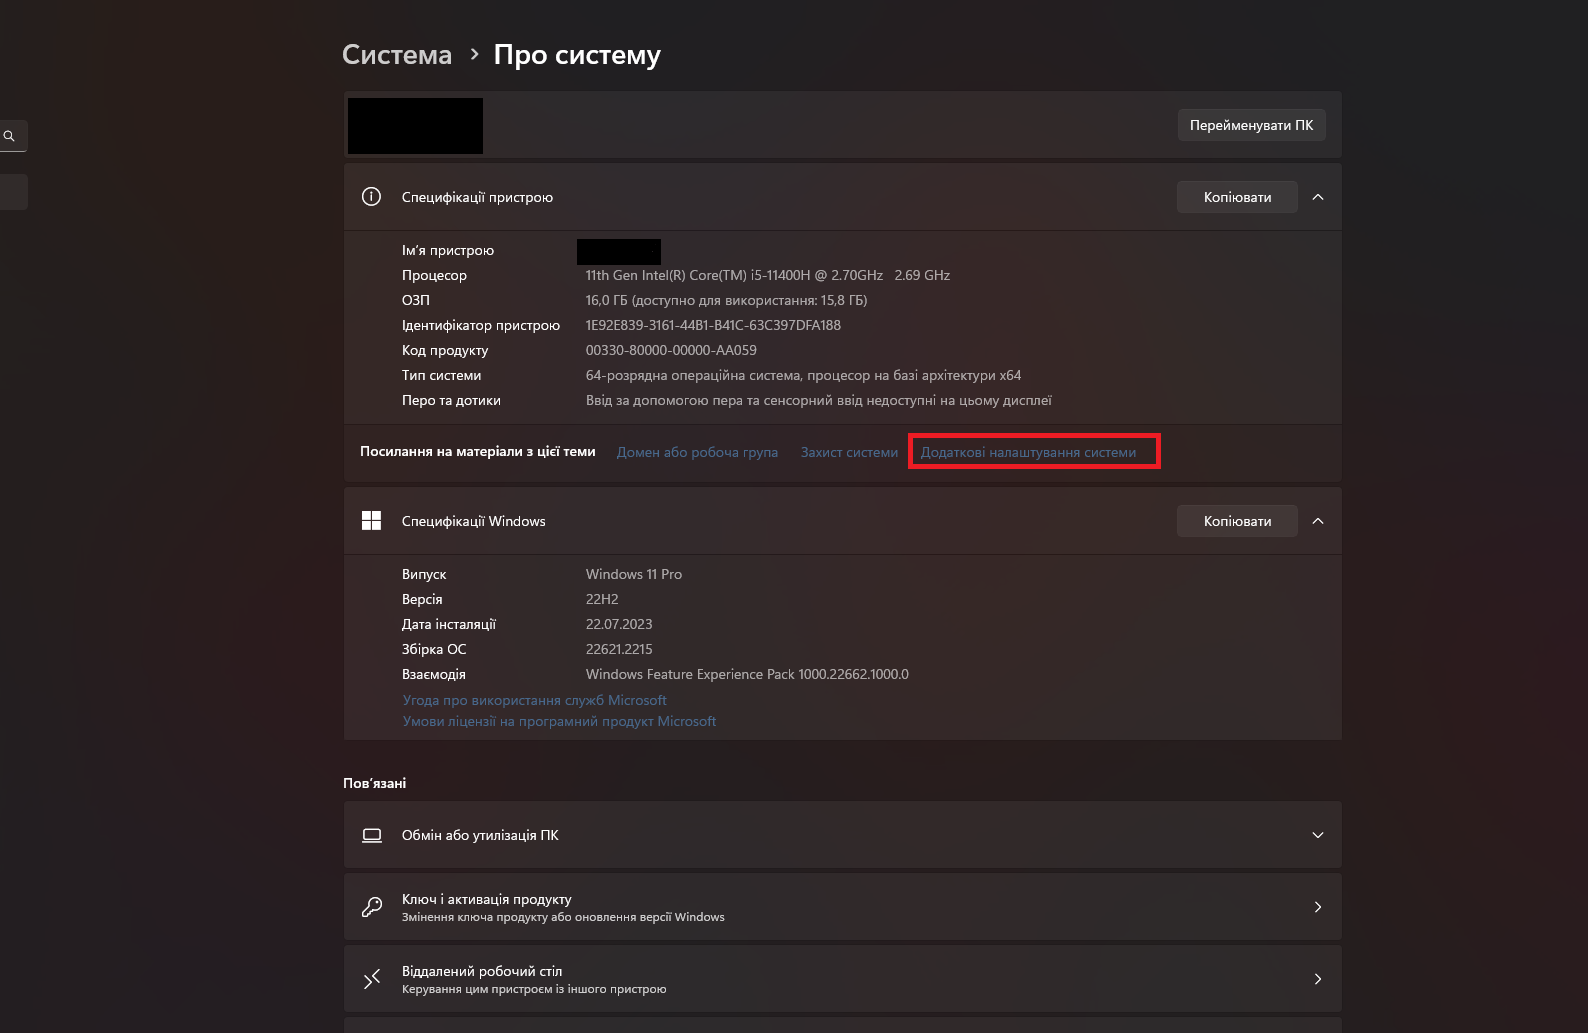 Система > Про систему
Перейменувати ПК
Специфікації пристрою
Копіювати
Ім'я пристрою
Процесор 11th Gen Intel(R) Core(TM) i5-11400H @ 2.70GHz 2.69 GHz
ОЗП 16,0 ГБ (доступно для використання: 15,8 ГБ)
Ідентифікатор пристрою 1E92E839-3161-44B1-B41C-63C397DFA188
Код продукту 00330-80000-00000-AA059
Тип системи 64-розрядна операційна система, процесор на базі архітектури x64
Перо та дотики Ввід за допомогою пера та сенсорний ввід недоступні на цьому дисплеї
Посилання на матеріали з цієї теми Домен або робоча група Захист системи Додаткові налаштування системи
Специфікації Windows
Копіювати
Випуск Windows 11 Pro
Версія 22H2
Дата інсталяції 22.07.2023
Збірка ОС 22621.2215
Взаємодія Windows Feature Experience Pack 1000.22662.1000.0
Угода про використання служб Microsoft
Умови ліцензії на програмний продукт Microsoft
Пов'язані
Обмін або утилізація ПК
Ключ і активація продукту
Змінення ключа продукту або оновлення версії Windows
Віддалений робочий стіл
Керування цим пристроєм із іншого пристрою